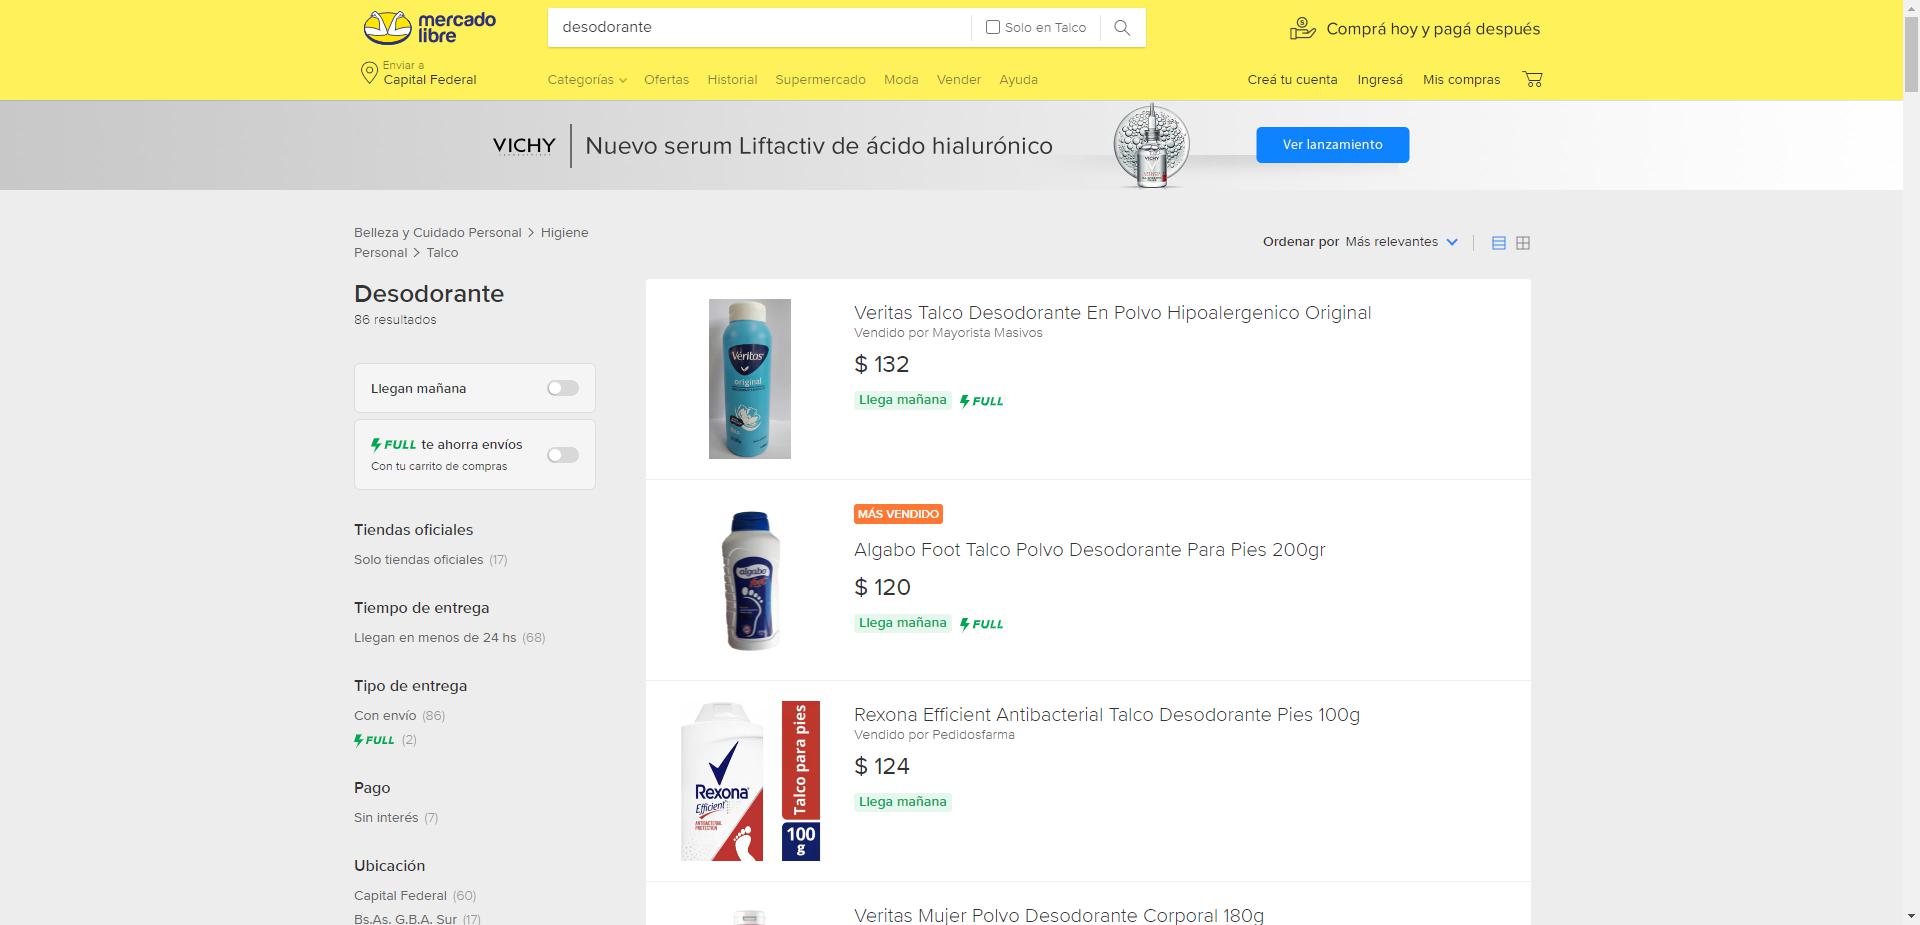 mercado
libre
desodorante
Solo en Talco
Comprá hoy y pagá después
Enviar a
Capital Federal
Categorías
Ofertas
Historial
Supermercado
Moda
Vender
Ayuda
Creá tu cuenta
Ingresá
Mis compras
VICHY
Nuevo serum Liftactiv de ácido hialurónico
VICHY
Ver lanzamiento
Belleza y Cuidado Personal > Higiene
Personal > Talco
Desodorante
86 resultados
Llegan mañana
FULL te ahorra envíos
Con tu carrito de compras
Tiendas oficiales
Solo tiendas oficiales (17)
Tiempo de entrega
Llegan en menos de 24 hs (68)
Tipo de entrega
Con envío (86)
FULL (2)
Pago
Sin interés (7)
Ubicación
Capital Federal (60)
Bs.As. G.B.A. Sur (17)
Ordenar por Más relevantes
Véritas
original
Veritas Talco Desodorante En Polvo Hipoalergenico Original
Vendido por Mayorista Masivos
$ 132
Llega mañana FULL
algabo
Foot
MÁS VENDIDO
Algabo Foot Talco Polvo Desodorante Para Pies 200gr
$ 120
Llega mañana FULL
Rexona
Efficient
ANTIBACTERIAL
PROTECTION
Talco para pies
100
g
Rexona Efficient Antibacterial Talco Desodorante Pies 100g
Vendido por Pedidosfarma
$ 124
Llega mañana
Veritas Mujer Polvo Desodorante Corporal 180g